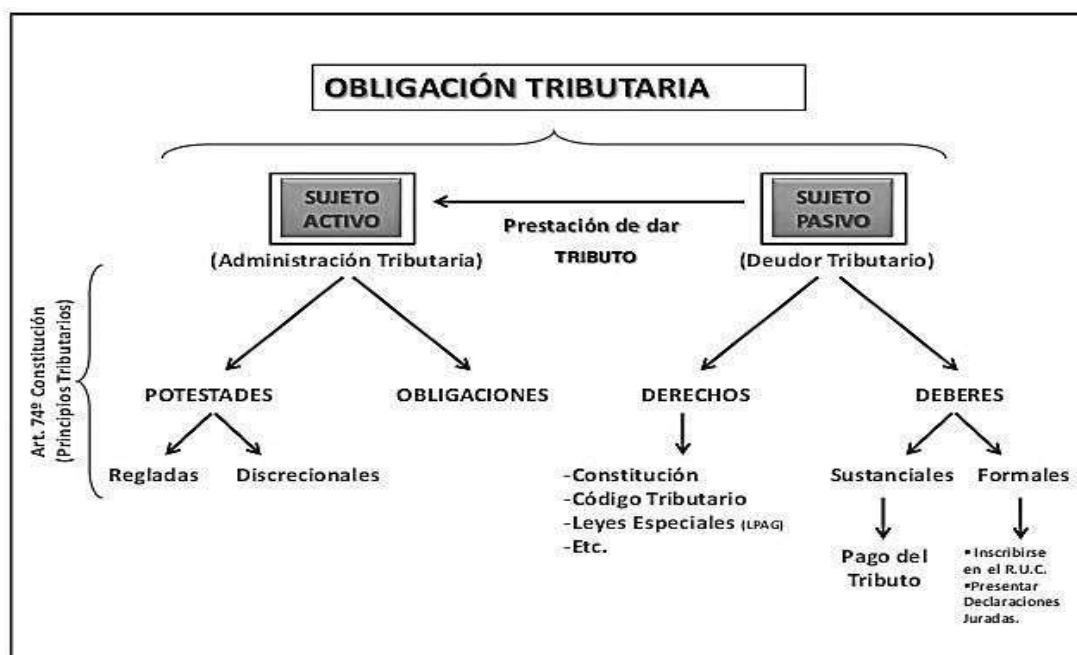 OBLIGACIÓN TRIBUTARIA
SUJETO
ACTIVO
(Administración Tributaria)
Prestación de dar
TRIBUTO
SUJETO
PASIVO
(Deudor Tributario)
Art. 74º Constitución
(Principios Tributarios)
POTESTADES
OBLIGACIONES
DERECHOS
DEBERES
Regladas
Discrecionales
-Constitución
-Código Tributario
-Leyes Especiales (LPAG)
-Etc.
Sustanciales
Formales
Pago del
Tributo
▪Inscribirse
en el R.U.C.
▪Presentar
Declaraciones
Juradas.